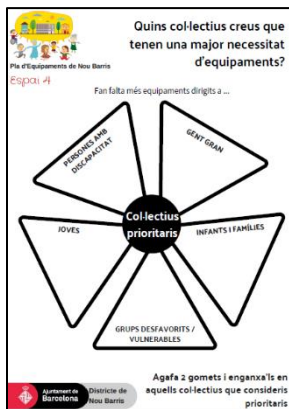 Quins col·lectius creus que
tenen una major necessitat
d'equipaments?
Pla d'Equipaments de Nou Barris
Espai 4
Fan falta més equipaments dirigits a ...
PERSONES AMB
DISCAPACITAT
GENT GRAN
Col·lectius
prioritaris
JOVES
INFANTS I FAMÍLIES
GRUPS DESFAVORITS /
VULNERABLES
Agafa 2 gomets i enganxa'ls en
aquells col·lectius que consideris
prioritaris
Ajuntament de
Barcelona
Districte de
Nou Barris